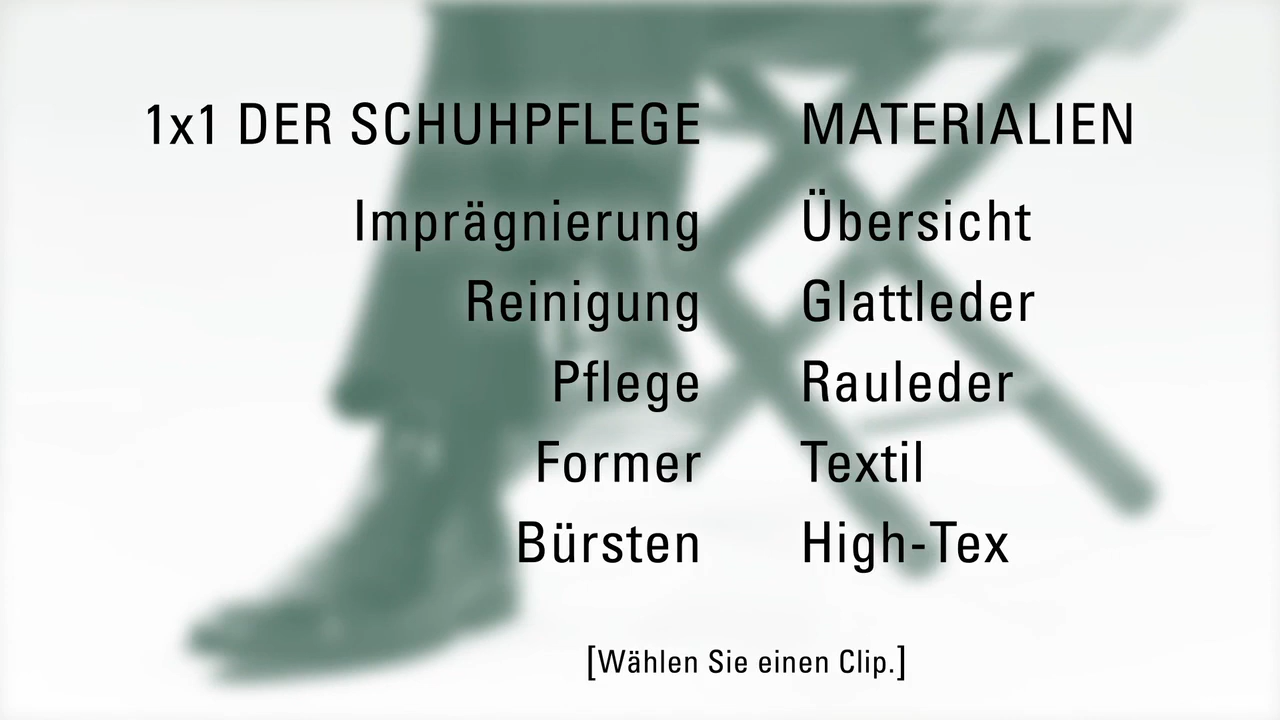 1x1 DER SCHUHPFLEGE
Imprägnierung
Reinigung
Pflege
Former
Bürsten
MATERIALIEN
Übersicht
Glattleder
Rauleder
Textil
High-Tex
[Wählen Sie einen Clip.]